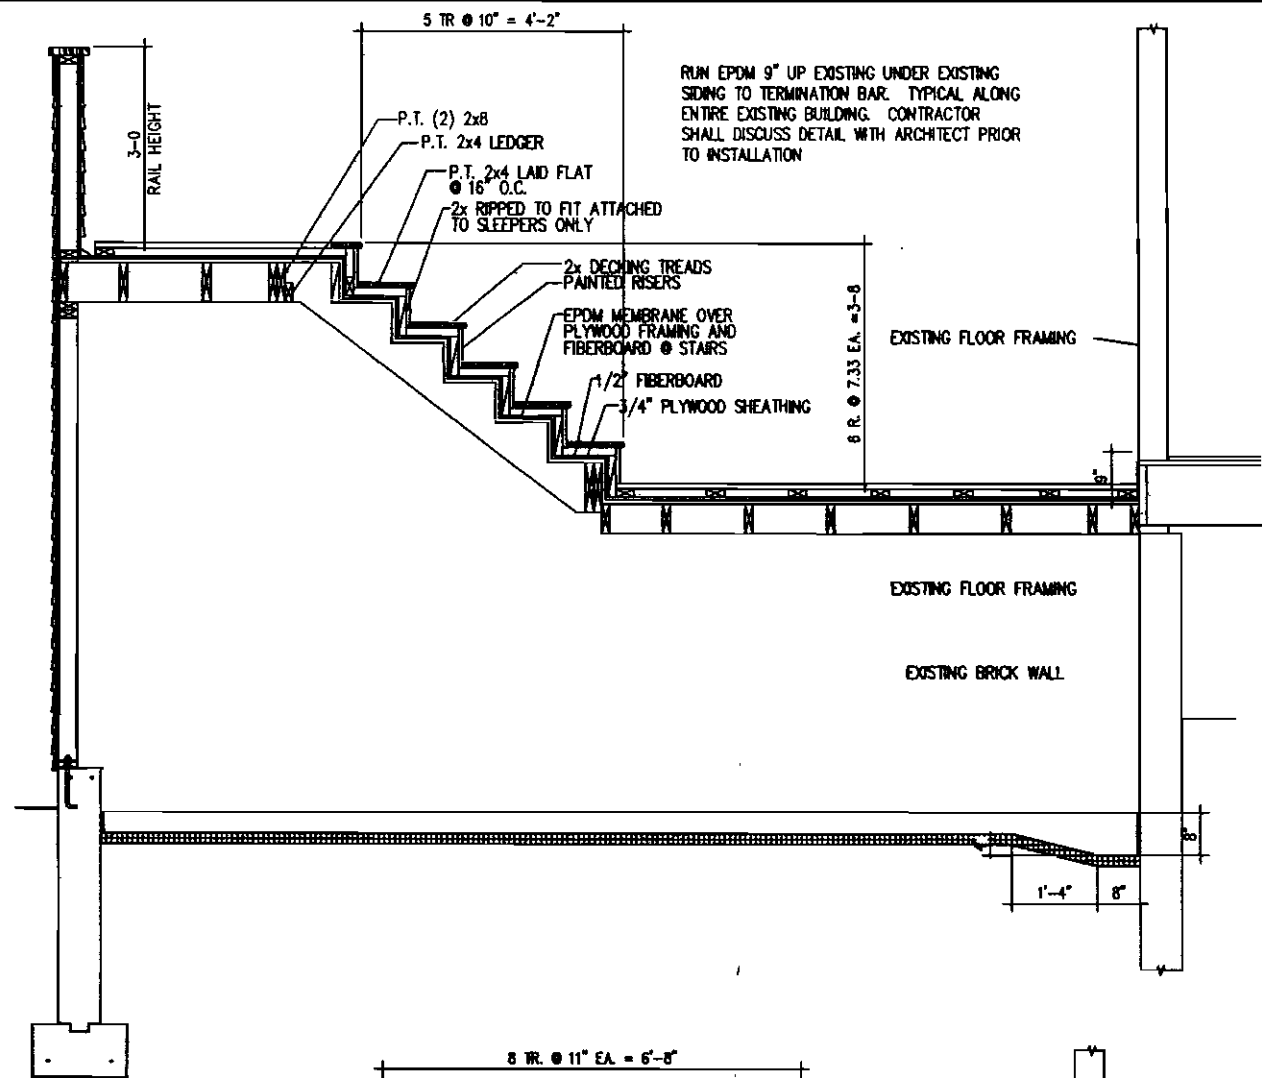 5 TR @ 10" = 4'-2"
RUN EPDM 9" UP EXISTING UNDER EXISTING
SIDING TO TERMINATION BAR. TYPICAL ALONG
ENTIRE EXISTING BUILDING. CONTRACTOR
SHALL DISCUSS DETAIL WITH ARCHITECT PRIOR
TO INSTALLATION
3-0
RAIL HEIGHT
P.T. (2) 2x8
P.T. 2x4 LEDGER
P.T. 2x4 LAID FLAT
@ 16" O.C.
2x RIPPED TO FIT ATTACHED
TO SLEEPERS ONLY
2x DECKING TREADS
PAINTED RISERS
EPDM MEMBRANE OVER
PLYWOOD FRAMING AND
FIBERBOARD @ STAIRS
1/2" FIBERBOARD
3/4" PLYWOOD SHEATHING
6 R. @ 7.33 EA. =3-8
EXISTING FLOOR FRAMING
9"
EXISTING FLOOR FRAMING
EXISTING BRICK WALL
8"
1'-4"
8"
8 TR. @ 11" EA. = 6'-8"